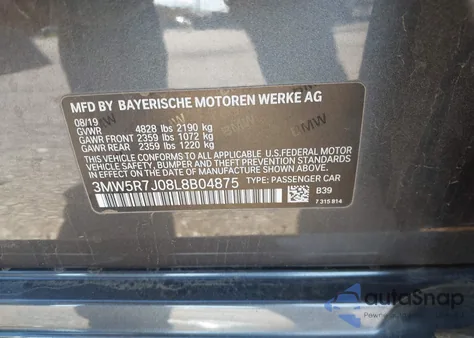 MFD BY BAYERISCHE MOTOREN WERKE AG
08/19
GVWR 4828 lbs 2190 kg
GAWR FRONT 2359 lbs 1072 kg
GAWR REAR 2359 lbs 1220 kg
THIS VEHICLE CONFORMS TO ALL APPLICABLE U.S.FEDERAL MOTOR
VEHICLE SAFETY, BUMPER, AND THEFT PREVENTION STANDARDS IN
EFFECT ON THE DATE OF MANUFACTURE SHOWN ABOVE.
3MW5R7J08L8B04875 TYPE: PASSENGER CAR
B39
7 315 814
autoSnap